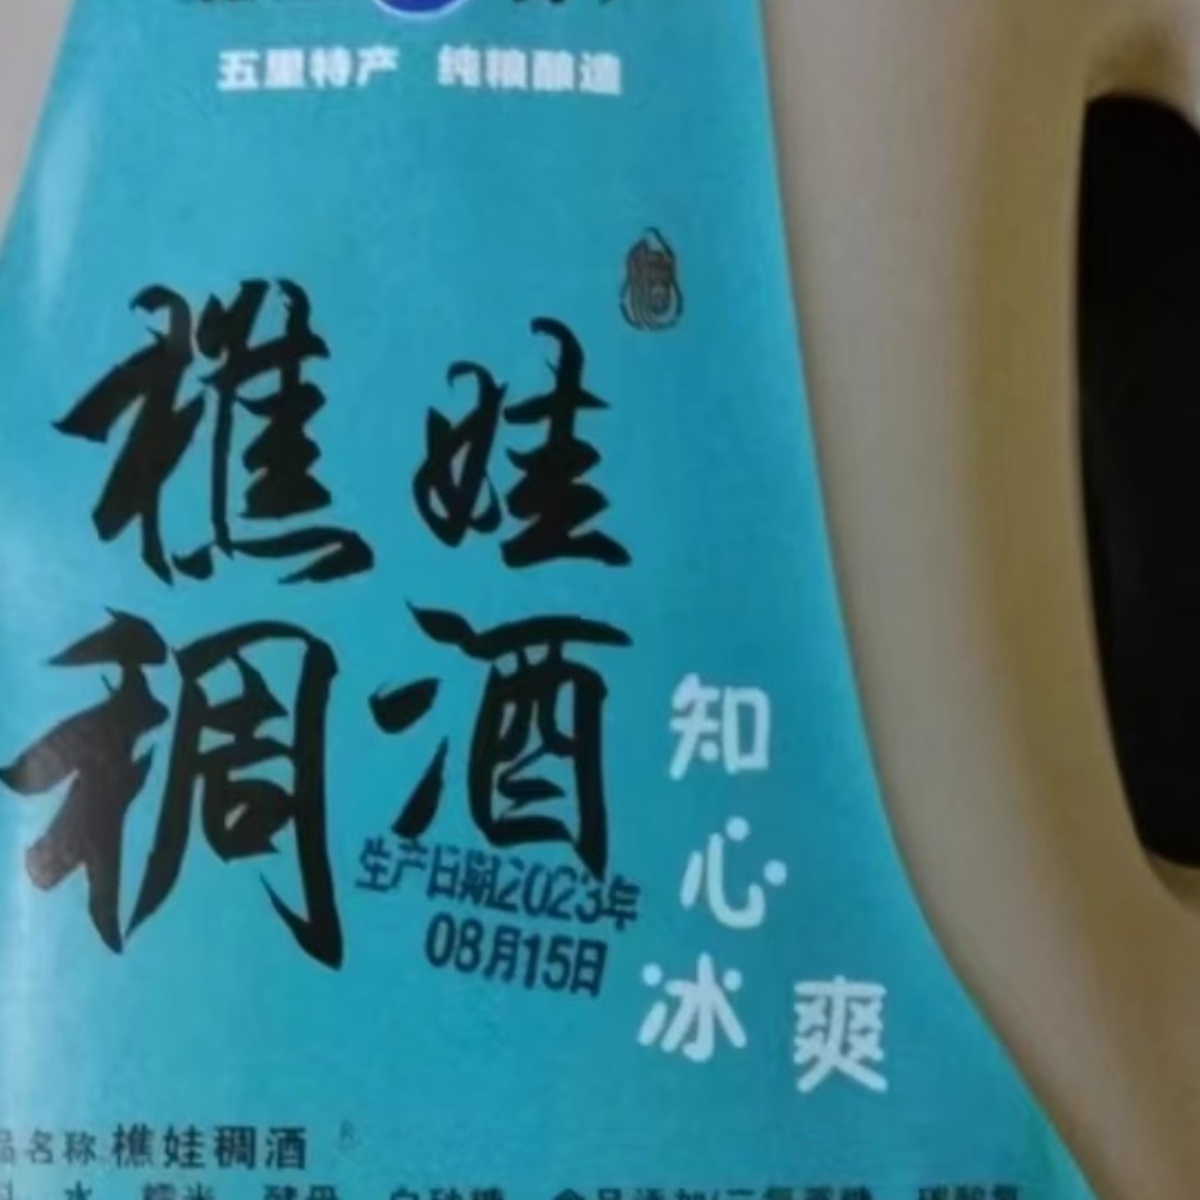 五里特产 纯粮酿造
樵娃
稠酒
生产日期2023年
08月15日
知
心
冰爽
品名称:樵娃稠酒 ®